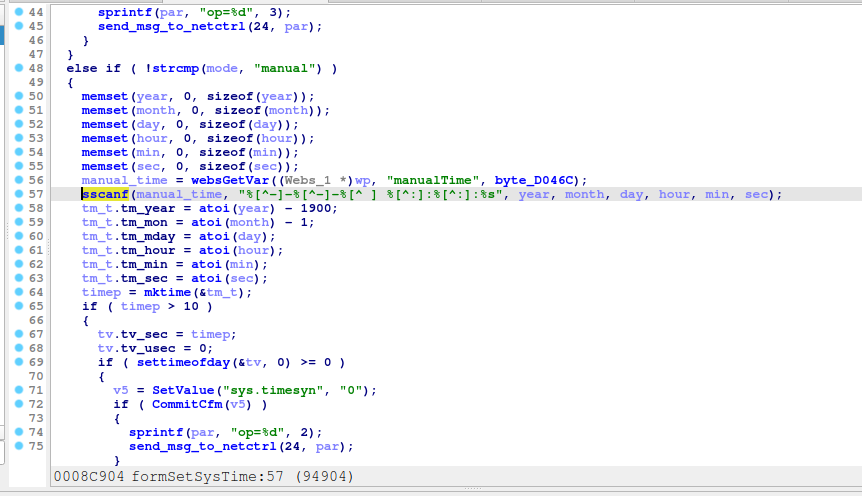 44 sprintf(par, "op=%d", 3);
45 send_msg_to_netctrl(24, par);
46 }
47 }
48 else if ( !strcmp(mode, "manual") )
49 {
50 memset(year, 0, sizeof(year));
51 memset(month, 0, sizeof(month));
52 memset(day, 0, sizeof(day));
53 memset(hour, 0, sizeof(hour));
54 memset(min, 0, sizeof(min));
55 memset(sec, 0, sizeof(sec));
56 manual_time = websGetVar((Webs_1 *)wp, "manualTime", byte_D046C);
57 sscanf(manual_time, "%[^-]-%[^-]-%[^ ] %[^:]:%[^:]:%s", year, month, day, hour, min, sec);
58 tm_t.tm_year = atoi(year) - 1900;
59 tm_t.tm_mon = atoi(month) - 1;
60 tm_t.tm_mday = atoi(day);
61 tm_t.tm_hour = atoi(hour);
62 tm_t.tm_min = atoi(min);
63 tm_t.tm_sec = atoi(sec);
64 timep = mktime(&tm_t);
65 if ( timep > 10 )
66 {
67 tv.tv_sec = timep;
68 tv.tv_usec = 0;
69 if ( settimeofday(&tv, 0) >= 0 )
70 {
71 v5 = SetValue("sys.timesyn", "0");
72 if ( CommitCfm(v5) )
73 {
74 sprintf(par, "op=%d", 2);
75 send_msg_to_netctrl(24, par);
}
0008C904 formSetSysTime:57 (94904)